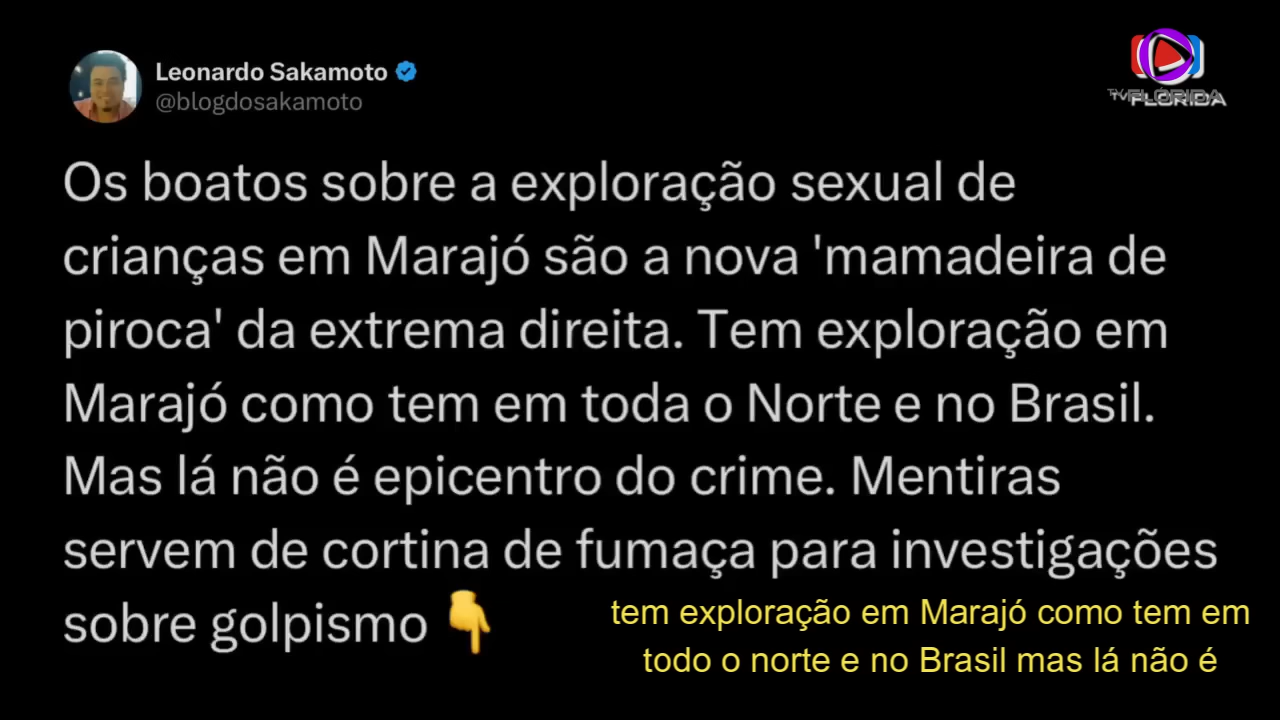 Leonardo Sakamoto
@blogdosakamoto
TV FLÓRIDA
Os boatos sobre a exploração sexual de
crianças em Marajó são a nova 'mamadeira de
piroca' da extrema direita. Tem exploração em
Marajó como tem em toda o Norte e no Brasil.
Mas lá não é epicentro do crime. Mentiras
servem de cortina de fumaça para investigações
sobre golpismo 👇
tem exploração em Marajó como tem em
todo o norte e no Brasil mas lá não é